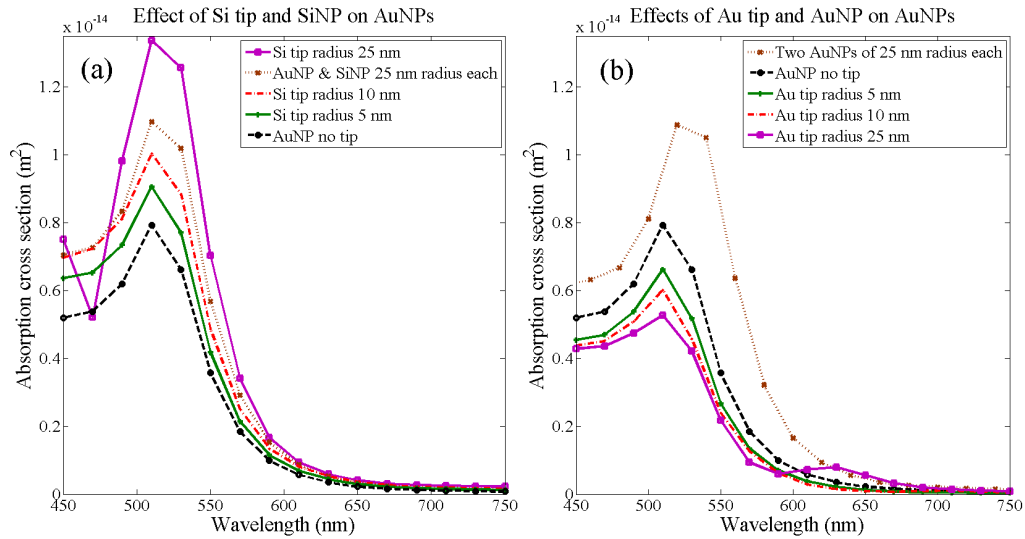 Effect of Si tip and SiNP on AuNPs
x 10-14
(a)
Si tip radius 25 nm
AuNP & SiNP 25 nm radius each
Si tip radius 10 nm
Si tip radius 5 nm
AuNP no tip
Absorption cross section (m2)
1.2
1
0.8
0.6
0.4
0.2
0
450 500 550 600 650 700 750
Wavelength (nm)
Effects of Au tip and AuNP on AuNPs
x 10-14
(b)
Two AuNPs of 25 nm radius each
AuNP no tip
Au tip radius 5 nm
Au tip radius 10 nm
Au tip radius 25 nm
Absorption cross section (m2)
1.2
1
0.8
0.6
0.4
0.2
0
450 500 550 600 650 700 750
Wavelength (nm)